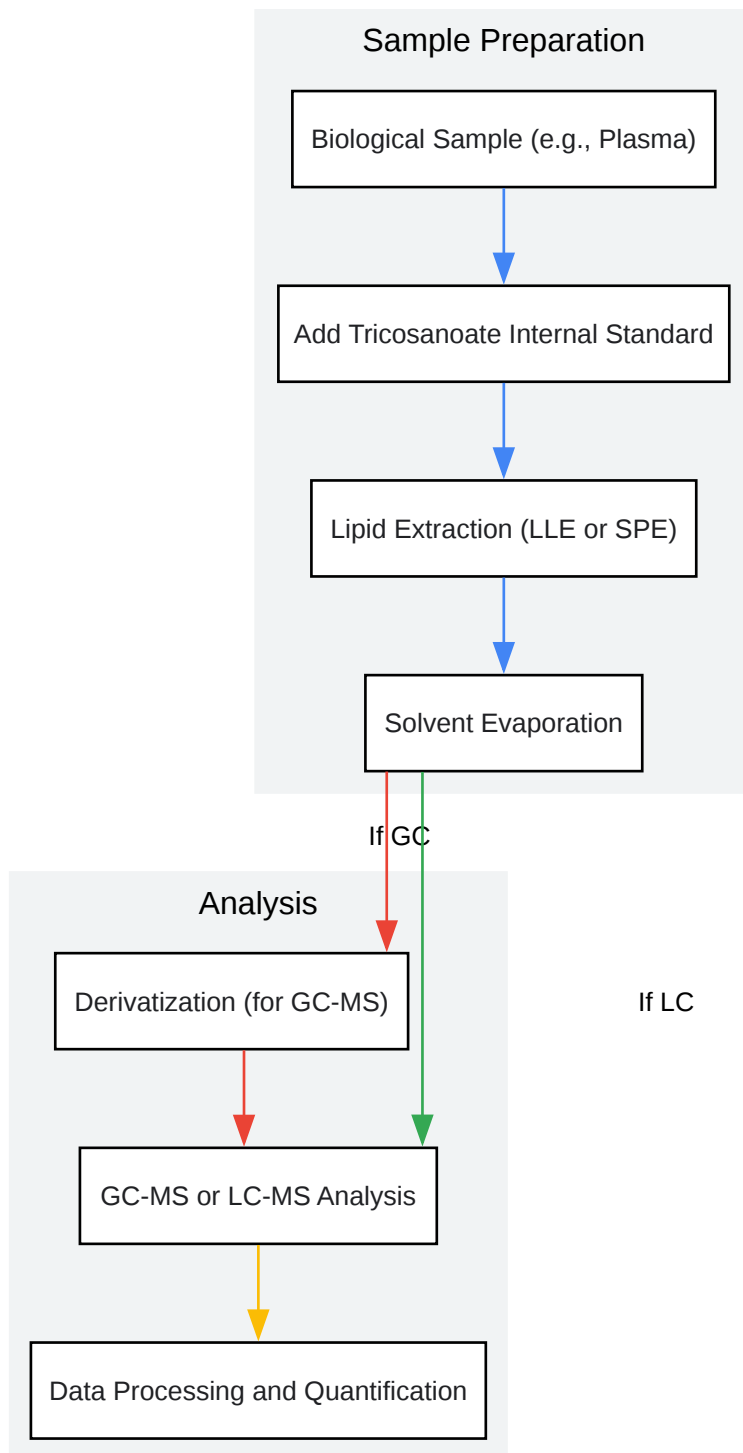 Sample Preparation
Biological Sample (e.g., Plasma)
Add Tricosanoate Internal Standard
Lipid Extraction (LLE or SPE)
Solvent Evaporation
If GC
Analysis
Derivatization (for GC-MS)
If LC
GC-MS or LC-MS Analysis
Data Processing and Quantification